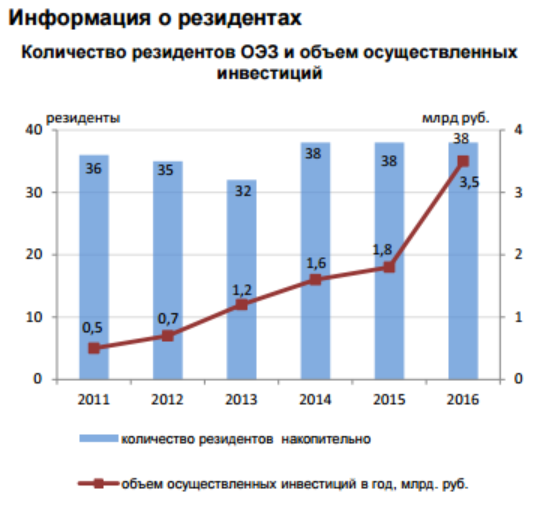 Информация о резидентах
Количество резидентов ОЭЗ и объем осуществленных
инвестиций
резиденты млрд руб.
40 4
36 35 32 38 38 38
30 3
3,5
20 2
1,8
1,6
1,2
10 1
0,7
0,5
0 0
2011 2012 2013 2014 2015 2016
количество резидентов накопительно
объем осуществленных инвестиций в год, млрд. руб.